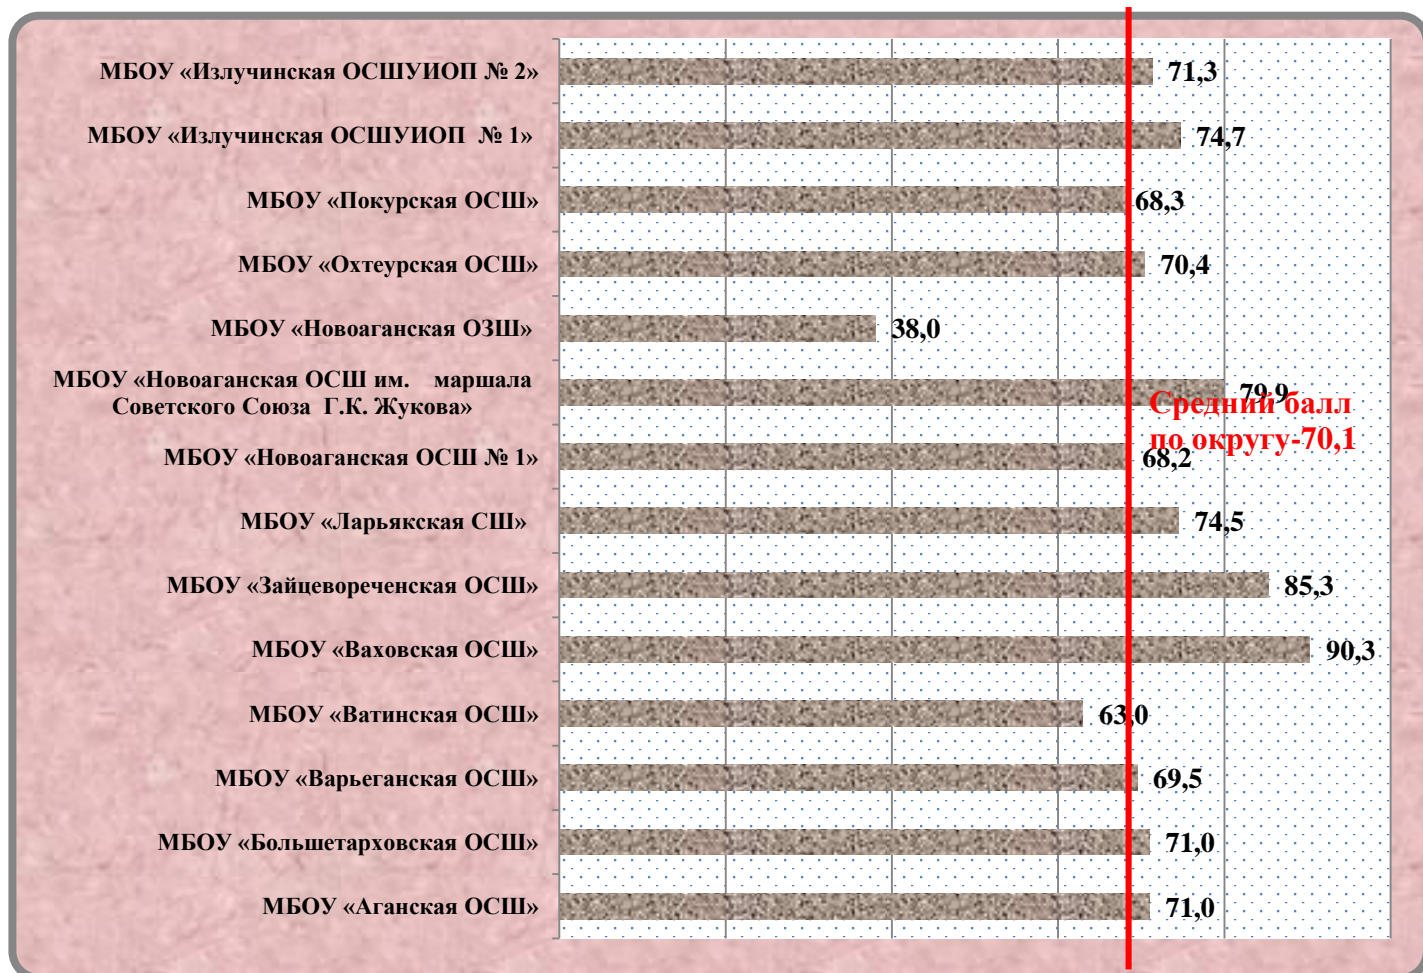 МБОУ «Излучинская ОСШУИОП № 2» 71,3
МБОУ «Излучинская ОСШУИОП № 1» 74,7
МБОУ «Покурская ОСШ» 68,3
МБОУ «Охтеурская ОСШ» 70,4
МБОУ «Новоаганская ОЗШ» 38,0
МБОУ «Новоаганская ОСШ им. маршала
Советского Союза Г.К. Жукова» 79,9
Средний балл
по округу-70,1
МБОУ «Новоаганская ОСШ № 1» 68,2
МБОУ «Ларьякская СШ» 74,5
МБОУ «Зайцевореченская ОСШ» 85,3
МБОУ «Ваховская ОСШ» 90,3
МБОУ «Ватинская ОСШ» 63,0
МБОУ «Варьеганская ОСШ» 69,5
МБОУ «Большетарховская ОСШ» 71,0
МБОУ «Аганская ОСШ» 71,0